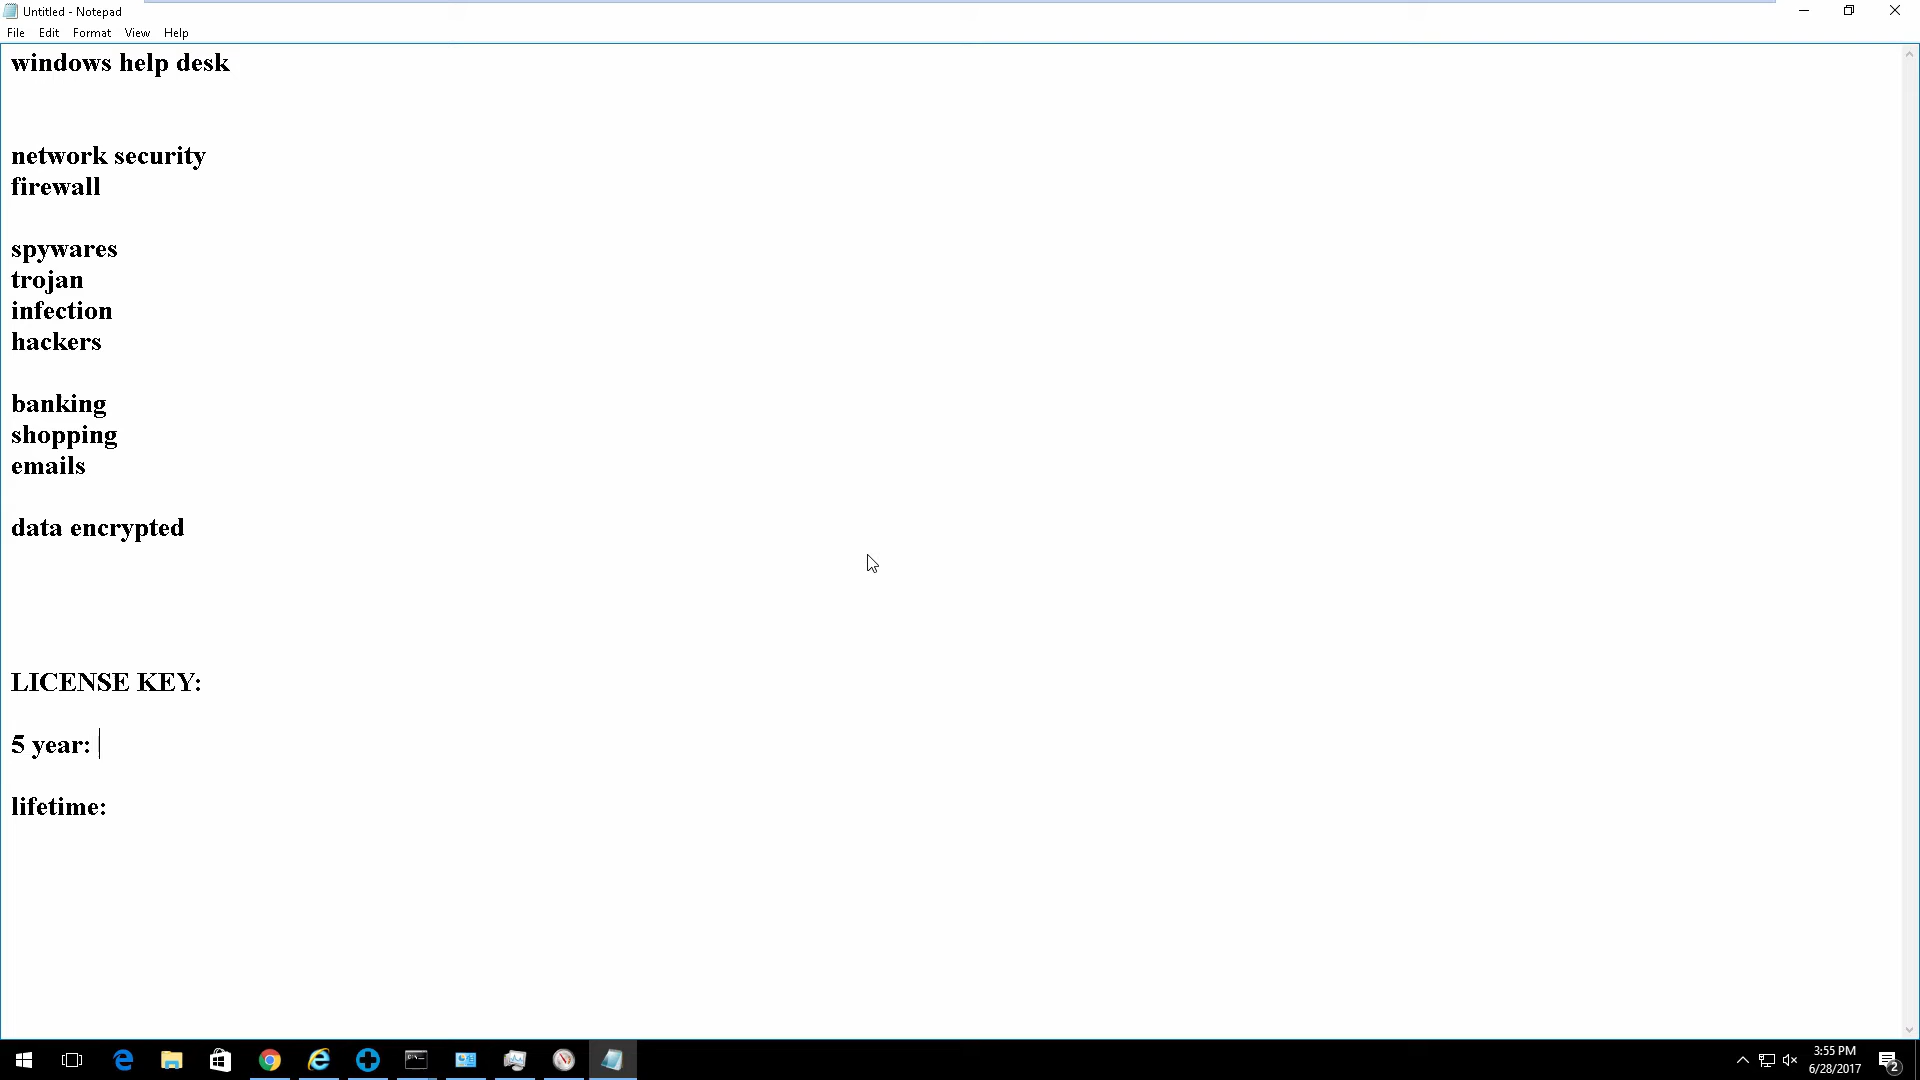 Untitled - Notepad
File Edit Format View Help
windows help desk
network security
firewall
spywares
trojan
infection
hackers
banking
shopping
emails
data encrypted
LICENSE KEY:
5 year:
lifetime:
3:55 PM
6/28/2017
2